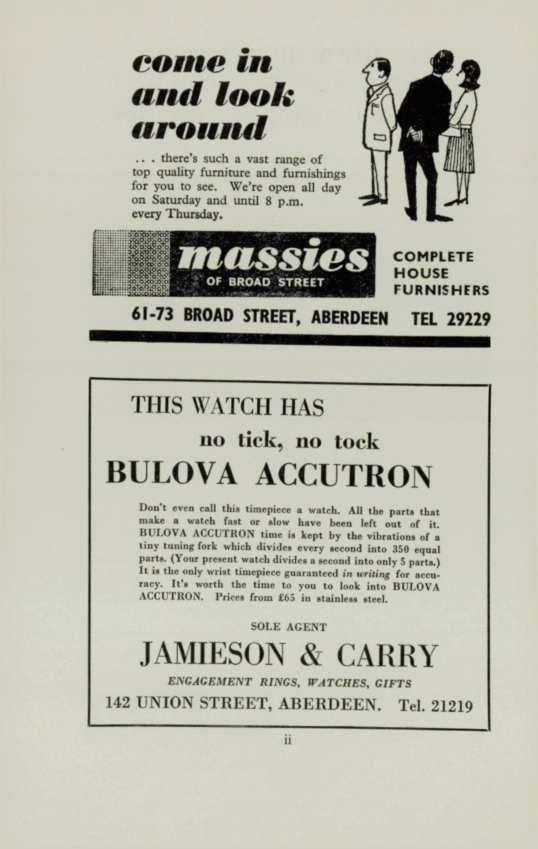 come in
and look
around
. . . there's such a vast range of
top quality furniture and furnishings
for you to see. We're open all day
on Saturday and until 8 p.m.
every Thursday.
massies
OF BROAD STREET
COMPLETE
HOUSE
FURNISHERS
61-73 BROAD STREET, ABERDEEN TEL 29229
THIS WATCH HAS
no tick, no tock
BULOVA ACCUTRON
Don't even call this timepiece a watch. All the parts that
make a watch fast or slow have been left out of it.
BULOVA ACCUTRON time is kept by the vibrations of a
tiny tuning fork which divides every second into 350 equal
parts. (Your present watch divides a second into only 5 parts.)
It is the only wrist timepiece guaranteed in writing for accu-
racy. It's worth the time to you to look into BULOVA
ACCUTRON. Prices from £65 in stainless steel.
SOLE AGENT
JAMIESON & CARRY
ENGAGEMENT RINGS, WATCHES, GIFTS
142 UNION STREET, ABERDEEN. Tel. 21219
ii